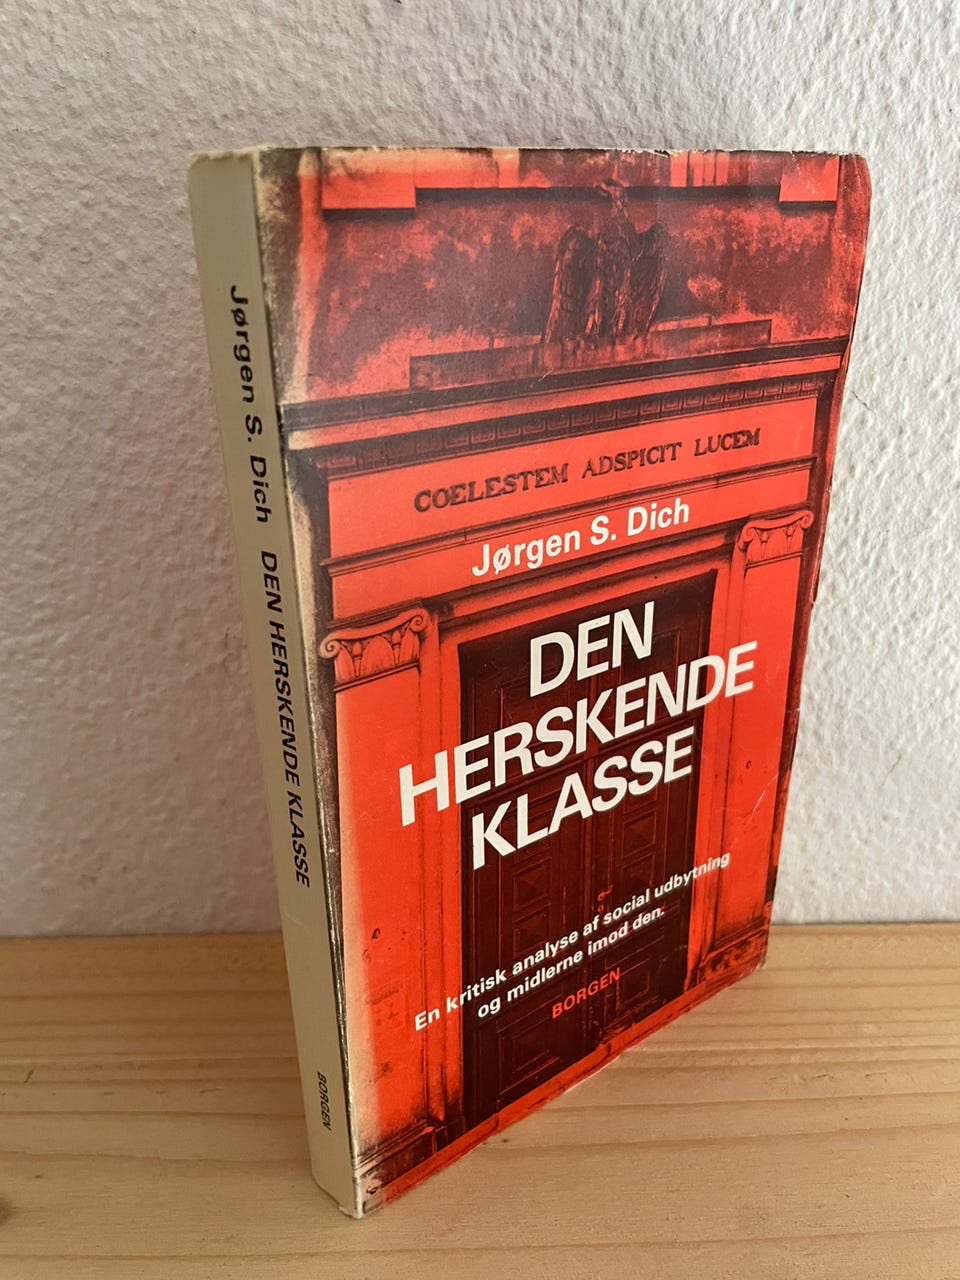 Jørgen S. Dich DEN HERSKENDE KLASSE BORGEN
COELESTEM ADSPICIT LUCEM
Jørgen S. Dich
DEN
HERSKENDE
KLASSE
En kritisk analyse af social udbytning
og midlerne imod den.
BORGEN